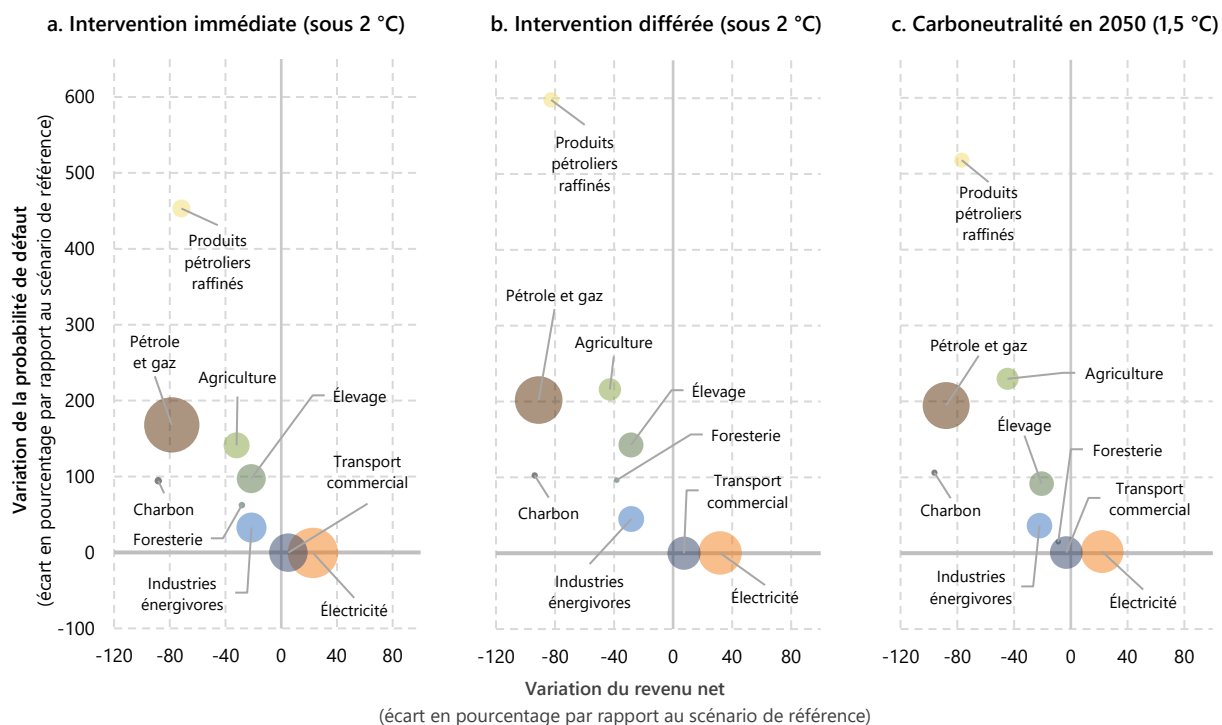 a. Intervention immédiate (sous 2 °C)
b. Intervention différée (sous 2 °C)
c. Carboneutralité en 2050 (1,5 °C)
Variation de la probabilité de défaut
(écart en pourcentage par rapport au scénario de référence)
600
500
400
300
200
100
0
-100
Produits
pétroliers
raffinés
Pétrole
et gaz
Agriculture
Élevage
Transport
commercial
Charbon
Foresterie
Industries
énergivores
Électricité
-120
-80
-40
0
40
80
Produits
pétroliers
raffinés
Pétrole et gaz
Agriculture
Élevage
Foresterie
Transport
commercial
Charbon
Industries
énergivores
Électricité
-120
-80
-40
0
40
80
Produits
pétroliers
raffinés
Pétrole et gaz
Agriculture
Élevage
Foresterie
Transport
commercial
Charbon
Industries
énergivores
Électricité
-120
-80
-40
0
40
80
Variation du revenu net
(écart en pourcentage par rapport au scénario de référence)